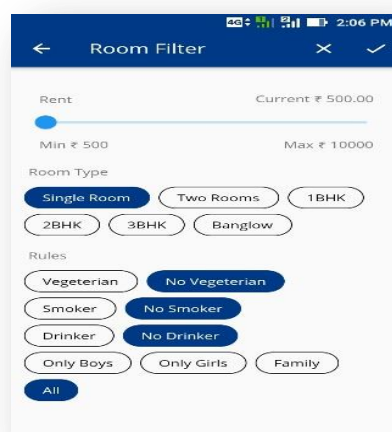 4G 2:06 PM
Room Filter
Rent Current ₹ 500.00
Min ₹ 500 Max ₹ 10000
Room Type
Single Room Two Rooms 1BHK
2BHK 3BHK Banglow
Rules
Vegeterian No Vegeterian
Smoker No Smoker
Drinker No Drinker
Only Boys Only Girls Family
All